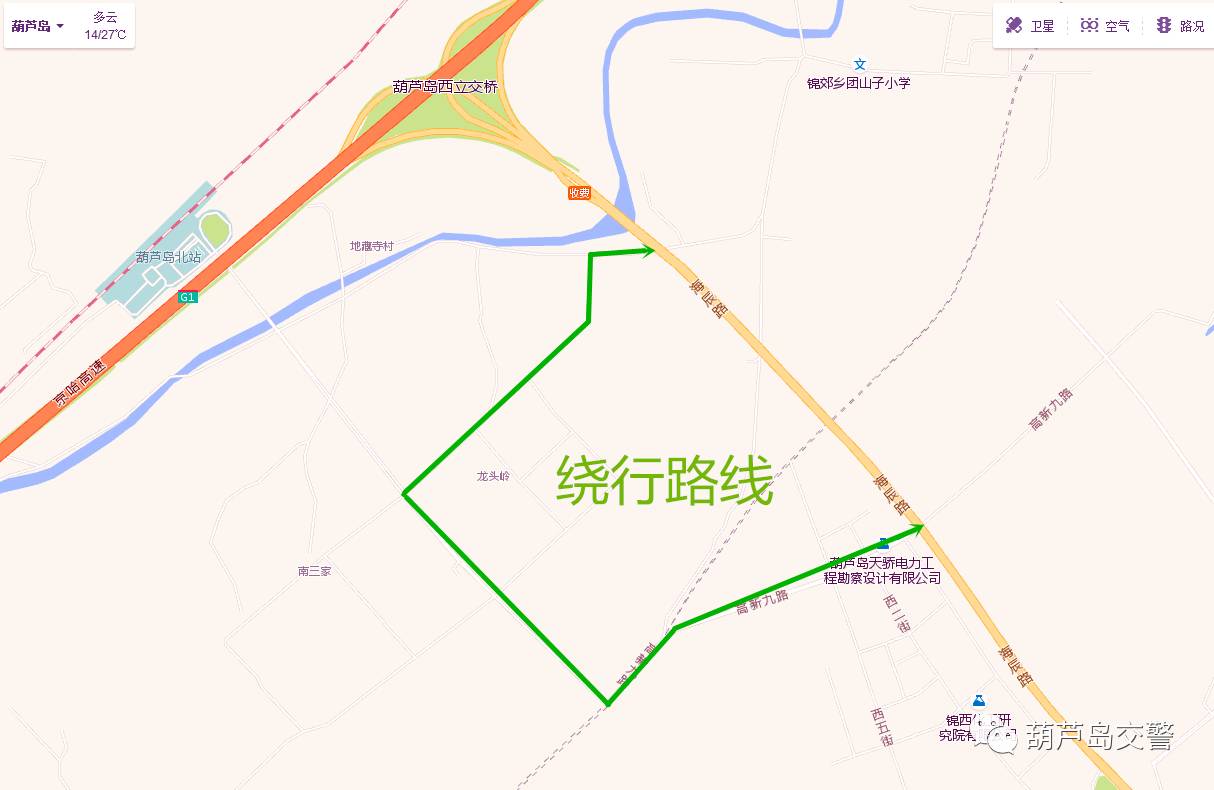 葫芦岛
多云
14/27℃
卫星
空气
路况
葫芦岛西立交桥
文
锦郊乡团山子小学
收费
地藏寺村
葫芦岛北站
G1
京哈高速
海辰路
高新九路
龙头岭
绕行路线
海辰路
南三家
葫芦岛天骄电力工
程勘察设计有限公司
高新九路
西二街
海辰路
西五街
葫芦岛交警